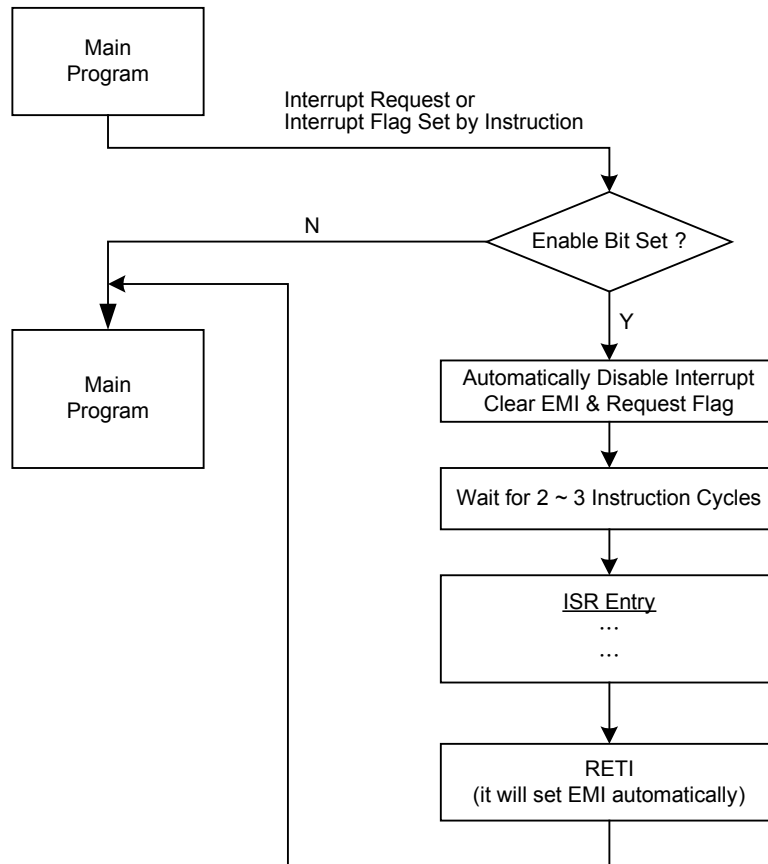 Main
Program
Interrupt Request or
Interrupt Flag Set by Instruction
Enable Bit Set ?
N
Y
Main
Program
Automatically Disable Interrupt
Clear EMI & Request Flag
Wait for 2 ~ 3 Instruction Cycles
ISR Entry
...
...
RETI
(it will set EMI automatically)